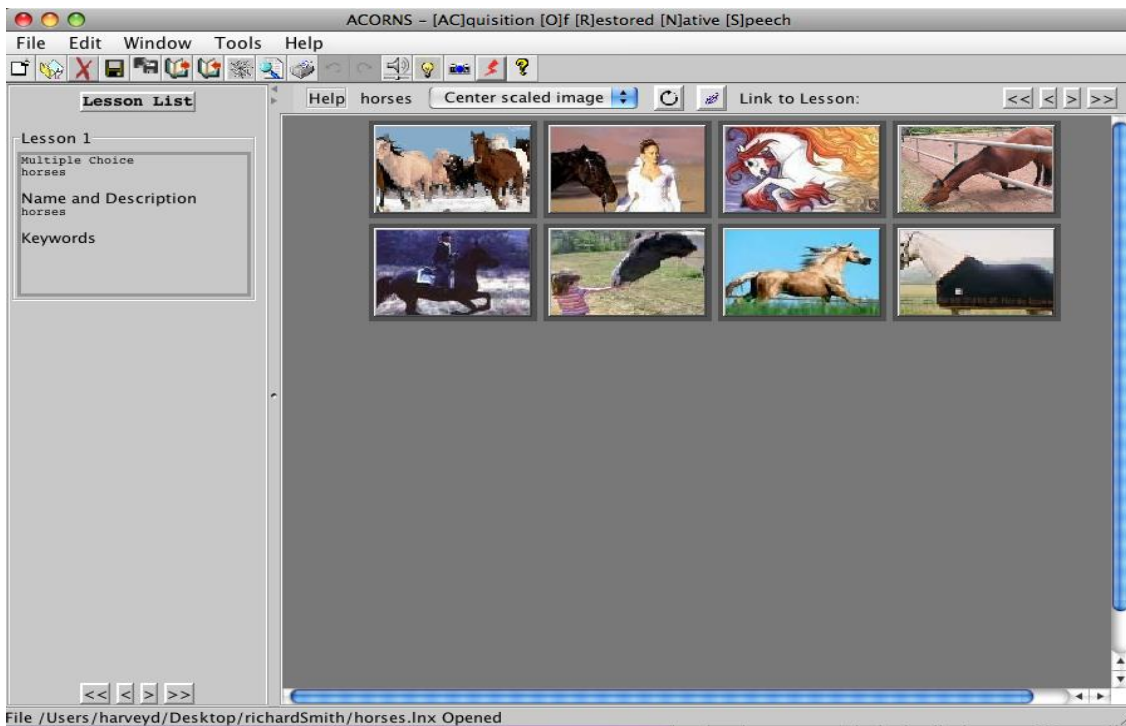 ACORNS - [AC]quisition [O]f [R]estored [N]ative [S]peech
File Edit Window Tools Help
Lesson List
Help horses Center scaled image Link to Lesson: << < > >>
Lesson 1
Multiple Choice
horses
Name and Description
horses
Keywords
<< < > >>
File /Users/harveyd/Desktop/richardSmith/horses.lnx Opened